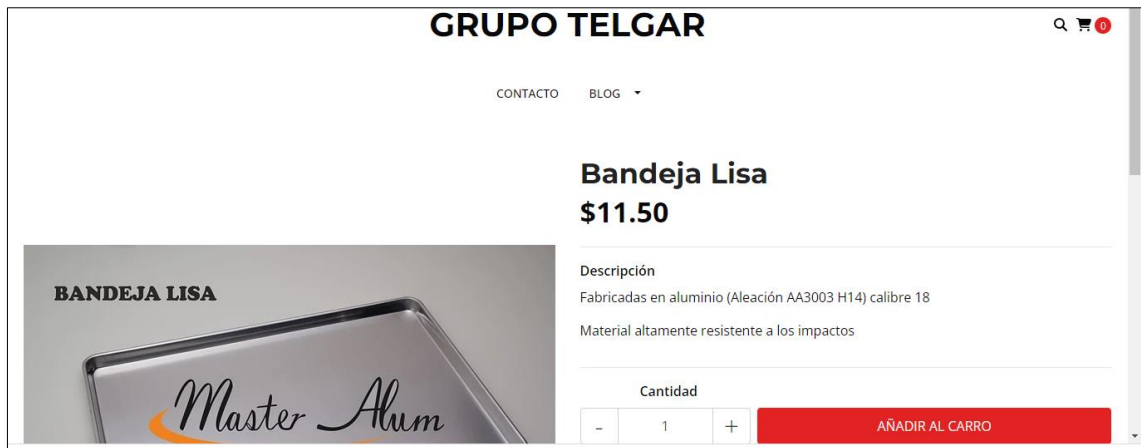 GRUPO TELGAR
0
CONTACTO BLOG
Bandeja Lisa
$11.50
BANDEJA LISA
Master Alum
Descripción
Fabricadas en aluminio (Aleación AA3003 H14) calibre 18
Material altamente resistente a los impactos
Cantidad
- 1 + AÑADIR AL CARRO